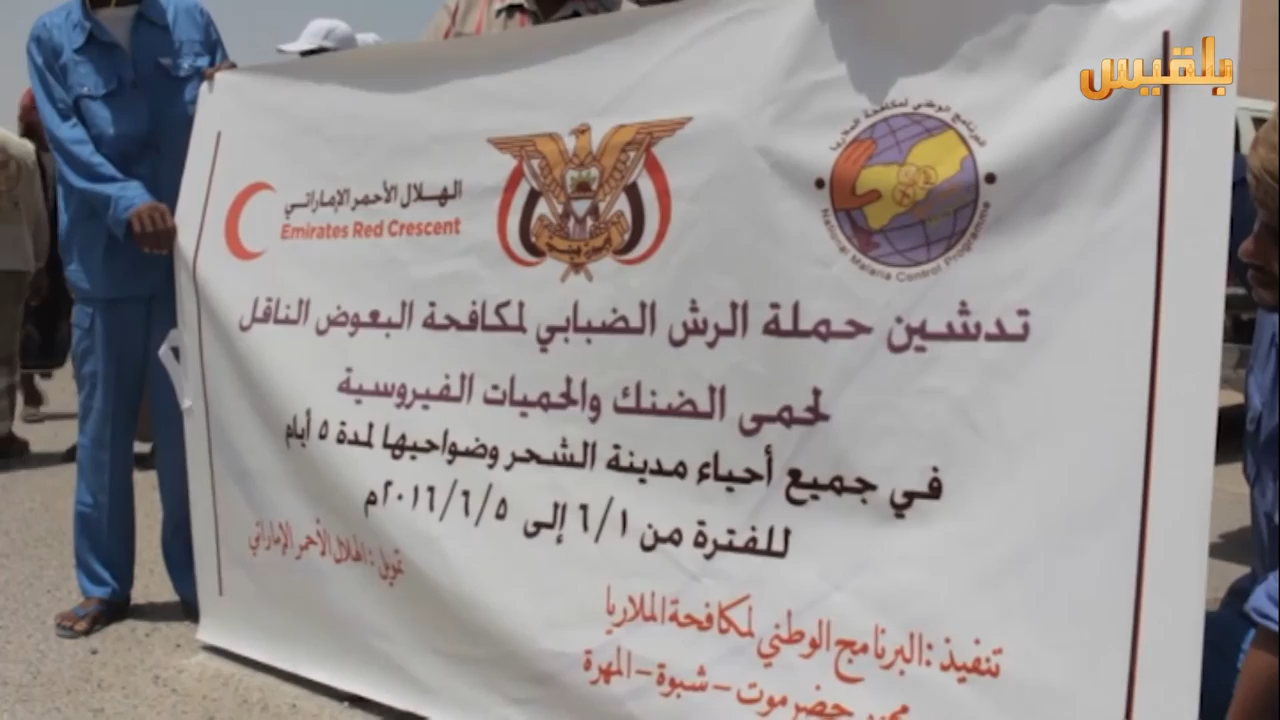 بلقيس
الهلال الأحمر الإماراتي
Emirates Red Crescent
البرنامج الوطني لمكافحة الملاريا
National Malaria Control Programme
تدشين حملة الرش الضبابي لمكافحة البعوض الناقل
لحمى الضنك والحميات الفيروسية
في جميع أحياء مدينة الشحر وضواحيها لمدة ٥ أيام
للفترة من ٦/١ إلى ٢٠١٦/٦/٥م
تمويل : الهلال الأحمر الإماراتي
تنفيذ : البرنامج الوطني لمكافحة الملاريا
حضرموت - شبوة - المهرة